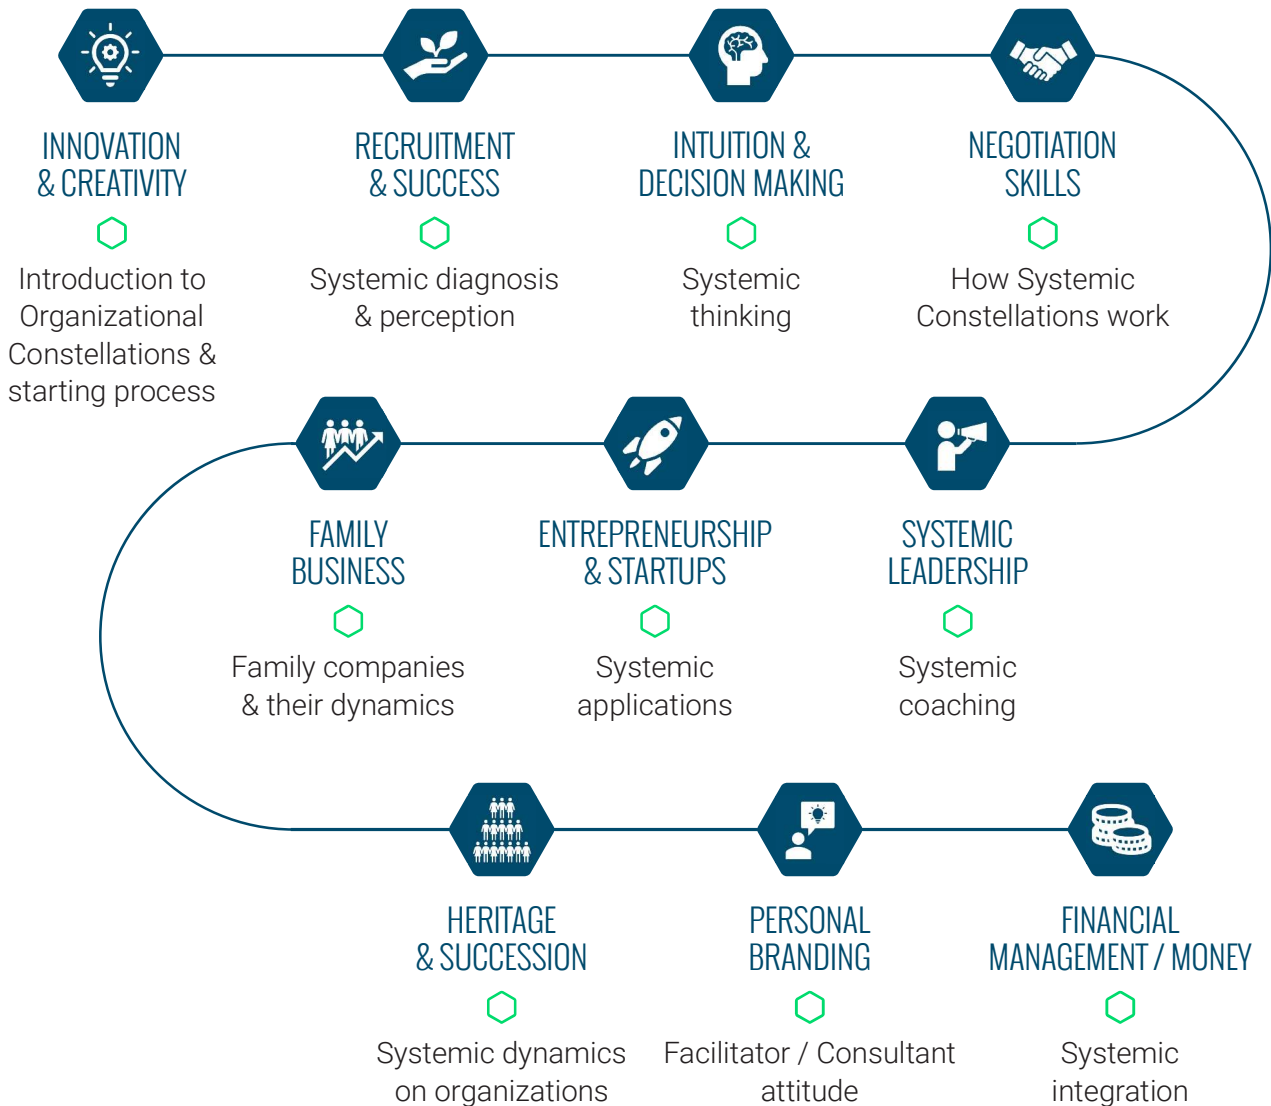 INNOVATION
& CREATIVITY
Introduction to
Organizational
Constellations &
starting process
RECRUITMENT
& SUCCESS
Systemic diagnosis
& perception
INTUITION &
DECISION MAKING
Systemic
thinking
NEGOTIATION
SKILLS
How Systemic
Constellations work
FAMILY
BUSINESS
Family companies
& their dynamics
ENTREPRENEURSHIP
& STARTUPS
Systemic
applications
SYSTEMIC
LEADERSHIP
Systemic
coaching
HERITAGE
& SUCCESSION
Systemic dynamics
on organizations
PERSONAL
BRANDING
Facilitator / Consultant
attitude
FINANCIAL
MANAGEMENT / MONEY
Systemic
integration